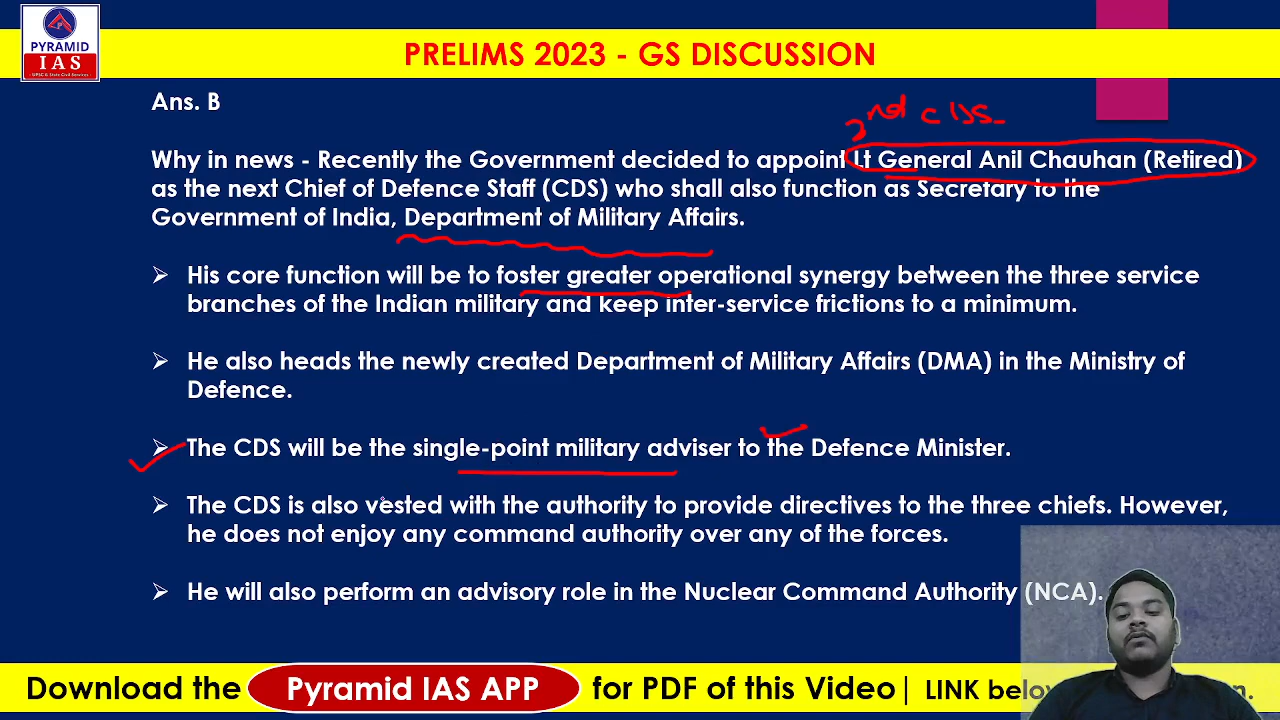 PYRAMID
IAS
UPSC & State Civil Services
PRELIMS 2023 - GS DISCUSSION
Ans. B
2nd CDS
Why in news - Recently the Government decided to appoint Lt General Anil Chauhan (Retired)
as the next Chief of Defence Staff (CDS) who shall also function as Secretary to the
Government of India, Department of Military Affairs.
➢ His core function will be to foster greater operational synergy between the three service
branches of the Indian military and keep inter-service frictions to a minimum.
➢ He also heads the newly created Department of Military Affairs (DMA) in the Ministry of
Defence.
➢ The CDS will be the single-point military adviser to the Defence Minister.
➢ The CDS is also vested with the authority to provide directives to the three chiefs. However,
he does not enjoy any command authority over any of the forces.
➢ He will also perform an advisory role in the Nuclear Command Authority (NCA).
Download the Pyramid IAS APP for PDF of this Video | LINK below